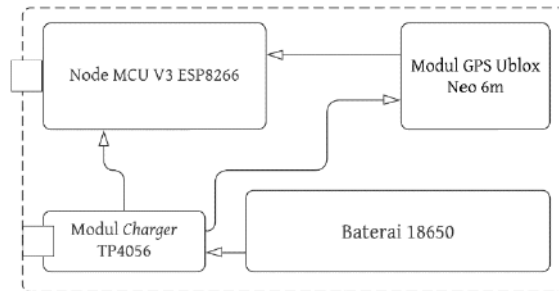 Node MCU V3 ESP8266
Modul GPS Ublox
Neo 6m
Modul Charger
TP4056
Baterai 18650